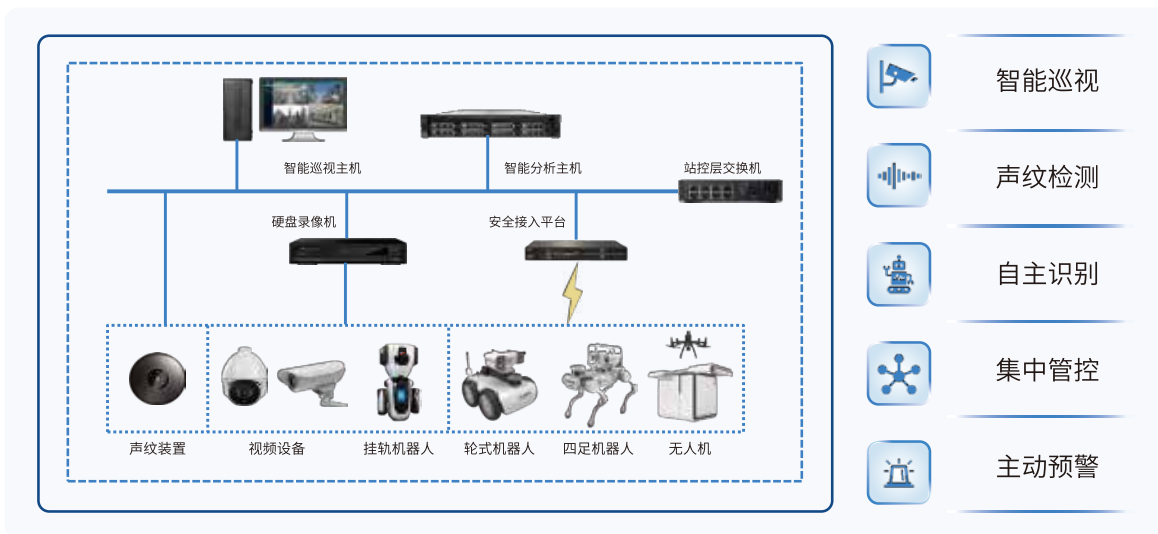 智能巡视主机
智能分析主机
站控层交换机
硬盘录像机
安全接入平台
声纹装置
视频设备
挂轨机器人
轮式机器人
四足机器人
无人机
智能巡视
声纹检测
自主识别
集中管控
主动预警